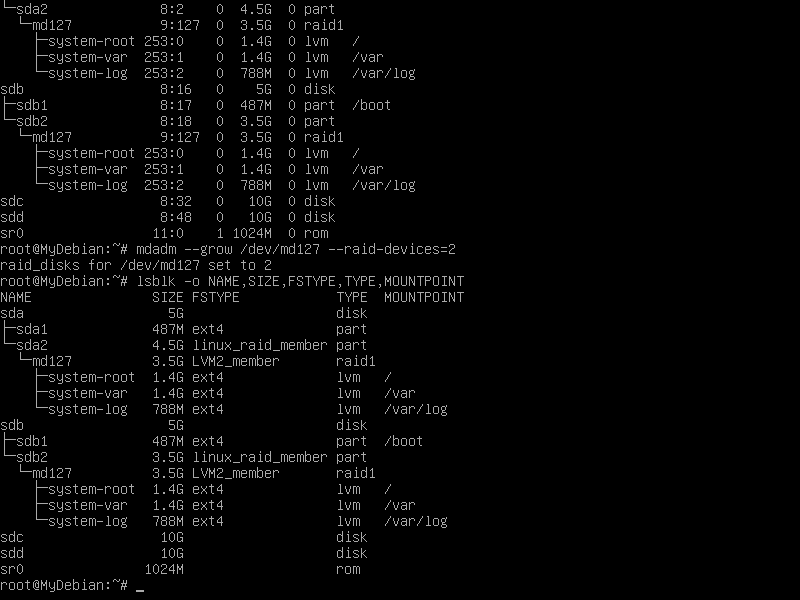 └─sda2              8:2    0  4.5G  0 part
  └─md127           9:127  0  3.5G  0 raid1
    ├─system-root 253:0    0  1.4G  0 lvm   /
    ├─system-var  253:1    0  1.4G  0 lvm   /var
    └─system-log  253:2    0  788M  0 lvm   /var/log
sdb                 8:16   0    5G  0 disk
├─sdb1              8:17   0  487M  0 part  /boot
└─sdb2              8:18   0  3.5G  0 part
  └─md127           9:127  0  3.5G  0 raid1
    ├─system-root 253:0    0  1.4G  0 lvm   /
    ├─system-var  253:1    0  1.4G  0 lvm   /var
    └─system-log  253:2    0  788M  0 lvm   /var/log
sdc                 8:32   0   10G  0 disk
sdd                 8:48   0   10G  0 disk
sr0                11:0    1 1024M  0 rom
root@MyDebian:~# mdadm --grow /dev/md127 --raid-devices=2
raid_disks for /dev/md127 set to 2
root@MyDebian:~# lsblk -o NAME,SIZE,FSTYPE,TYPE,MOUNTPOINT
NAME               SIZE FSTYPE            TYPE  MOUNTPOINT
sda                  5G                   disk
├─sda1             487M ext4              part
└─sda2             4.5G linux_raid_member part
  └─md127          3.5G LVM2_member       raid1
    ├─system-root  1.4G ext4              lvm   /
    ├─system-var   1.4G ext4              lvm   /var
    └─system-log   788M ext4              lvm   /var/log
sdb                  5G                   disk
├─sdb1             487M ext4              part  /boot
└─sdb2             3.5G linux_raid_member part
  └─md127          3.5G LVM2_member       raid1
    ├─system-root  1.4G ext4              lvm   /
    ├─system-var   1.4G ext4              lvm   /var
    └─system-log   788M ext4              lvm   /var/log
sdc                 10G                   disk
sdd                 10G                   disk
sr0               1024M                   rom
root@MyDebian:~# _